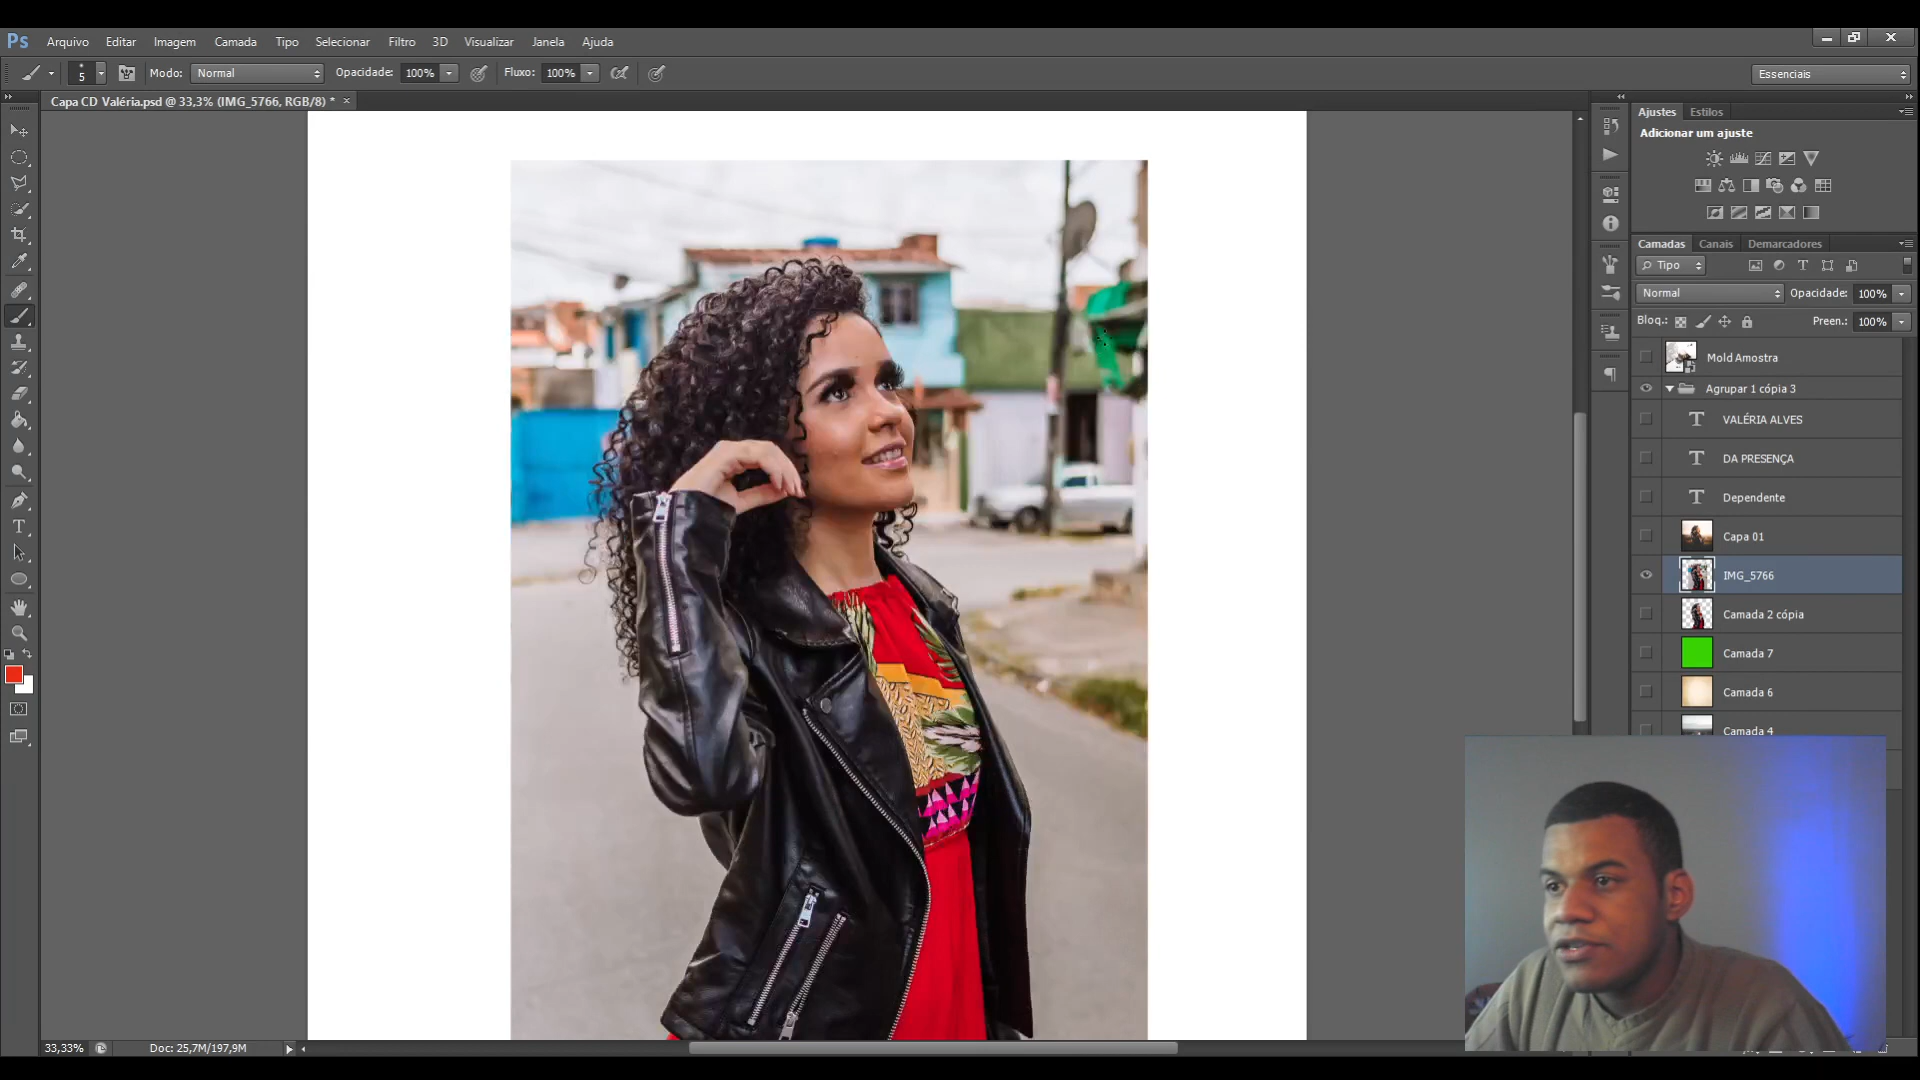 Ps Arquivo Editar Imagem Camada Tipo Selecionar Filtro 3D Visualizar Janela Ajuda
5 Modo: Normal Opacidade: 100% Fluxo: 100% Essenciais
Capa CD Valéria.psd @ 33,3% (IMG_5766, RGB/8) * ×
Ajustes Estilos
Adicionar um ajuste
Camadas Canais Demarcadores
Tipo
Normal Opacidade: 100%
Bloq.: Preen.: 100%
Mold Amostra
Agrupar 1 cópia 3
VALÉRIA ALVES
DA PRESENÇA
Dependente
Capa 01
IMG_5766
Camada 2 cópia
Camada 7
Camada 6
Camada 4
33,33% Doc: 25,7M/197,9M